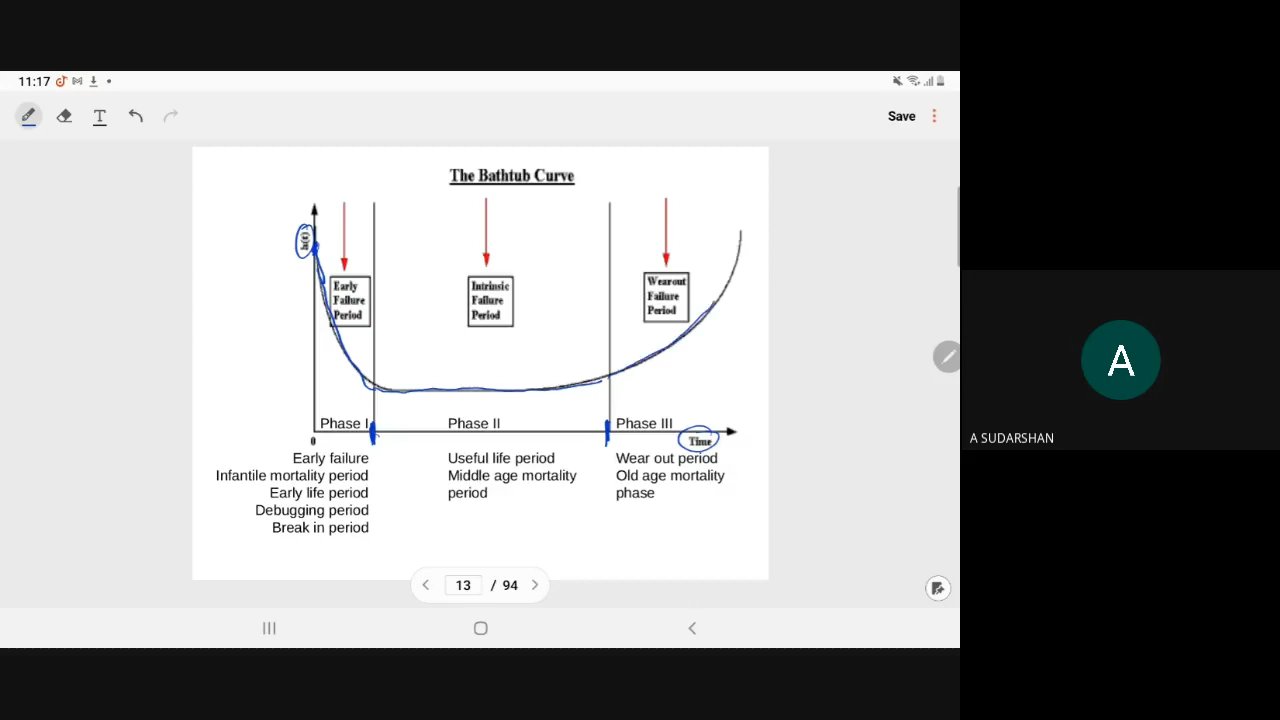 11:17
Save
The Bathtub Curve
h(t)
Early
Failure
Period
Intrinsic
Failure
Period
Wearout
Failure
Period
Phase I
Phase II
Phase III
0
Time
Early failure
Infantile mortality period
Early life period
Debugging period
Break in period
Useful life period
Middle age mortality
period
Wear out period
Old age mortality
phase
13 / 94
A
A SUDARSHAN